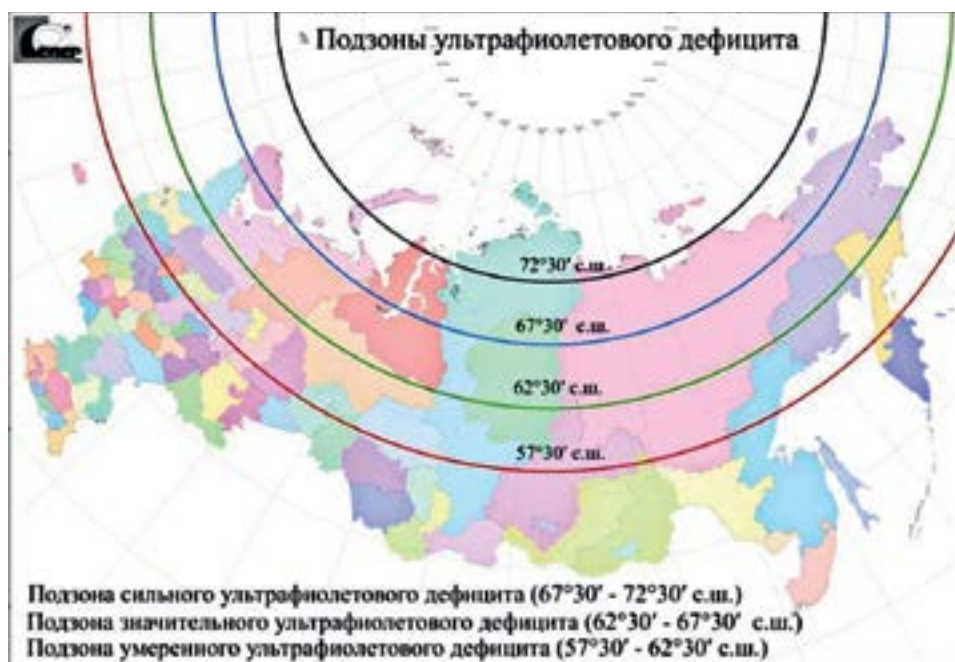 Подзоны ультрафиолетового дефицита
72°30′ с.ш.
67°30′ с.ш.
62°30′ с.ш.
57°30′ с.ш.
Подзона сильного ультрафиолетового дефицита (67°30′ - 72°30′ с.ш.)
Подзона значительного ультрафиолетового дефицита (62°30′ - 67°30′ с.ш.)
Подзона умеренного ультрафиолетового дефицита (57°30′ - 62°30′ с.ш.)